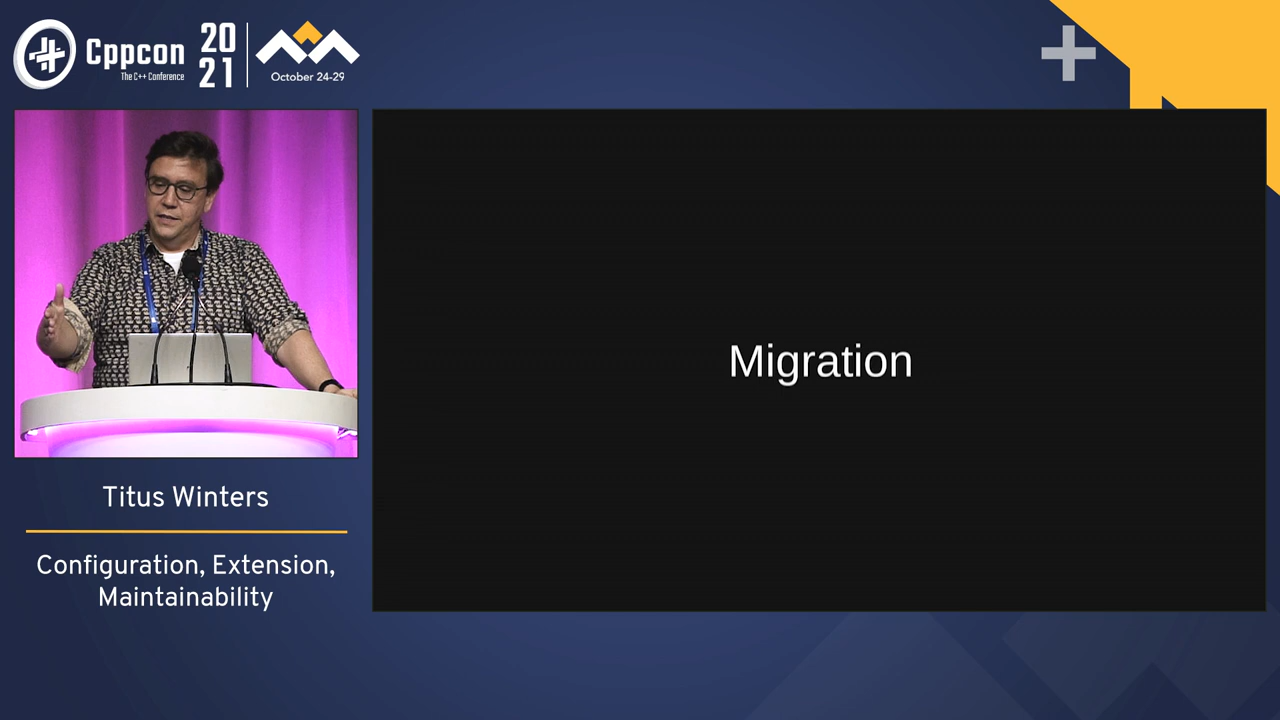 Cppcon
The C++ Conference
20
21
October 24-29
Migration
Titus Winters
Configuration, Extension,
Maintainability